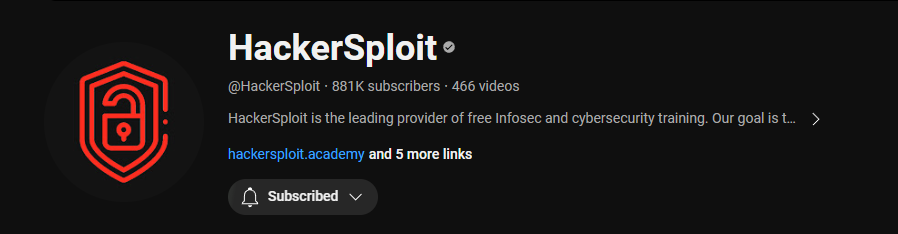 HackerSploit
@HackerSploit · 881K subscribers · 466 videos
HackerSploit is the leading provider of free Infosec and cybersecurity training. Our goal is t...
hackersploit.academy and 5 more links
Subscribed